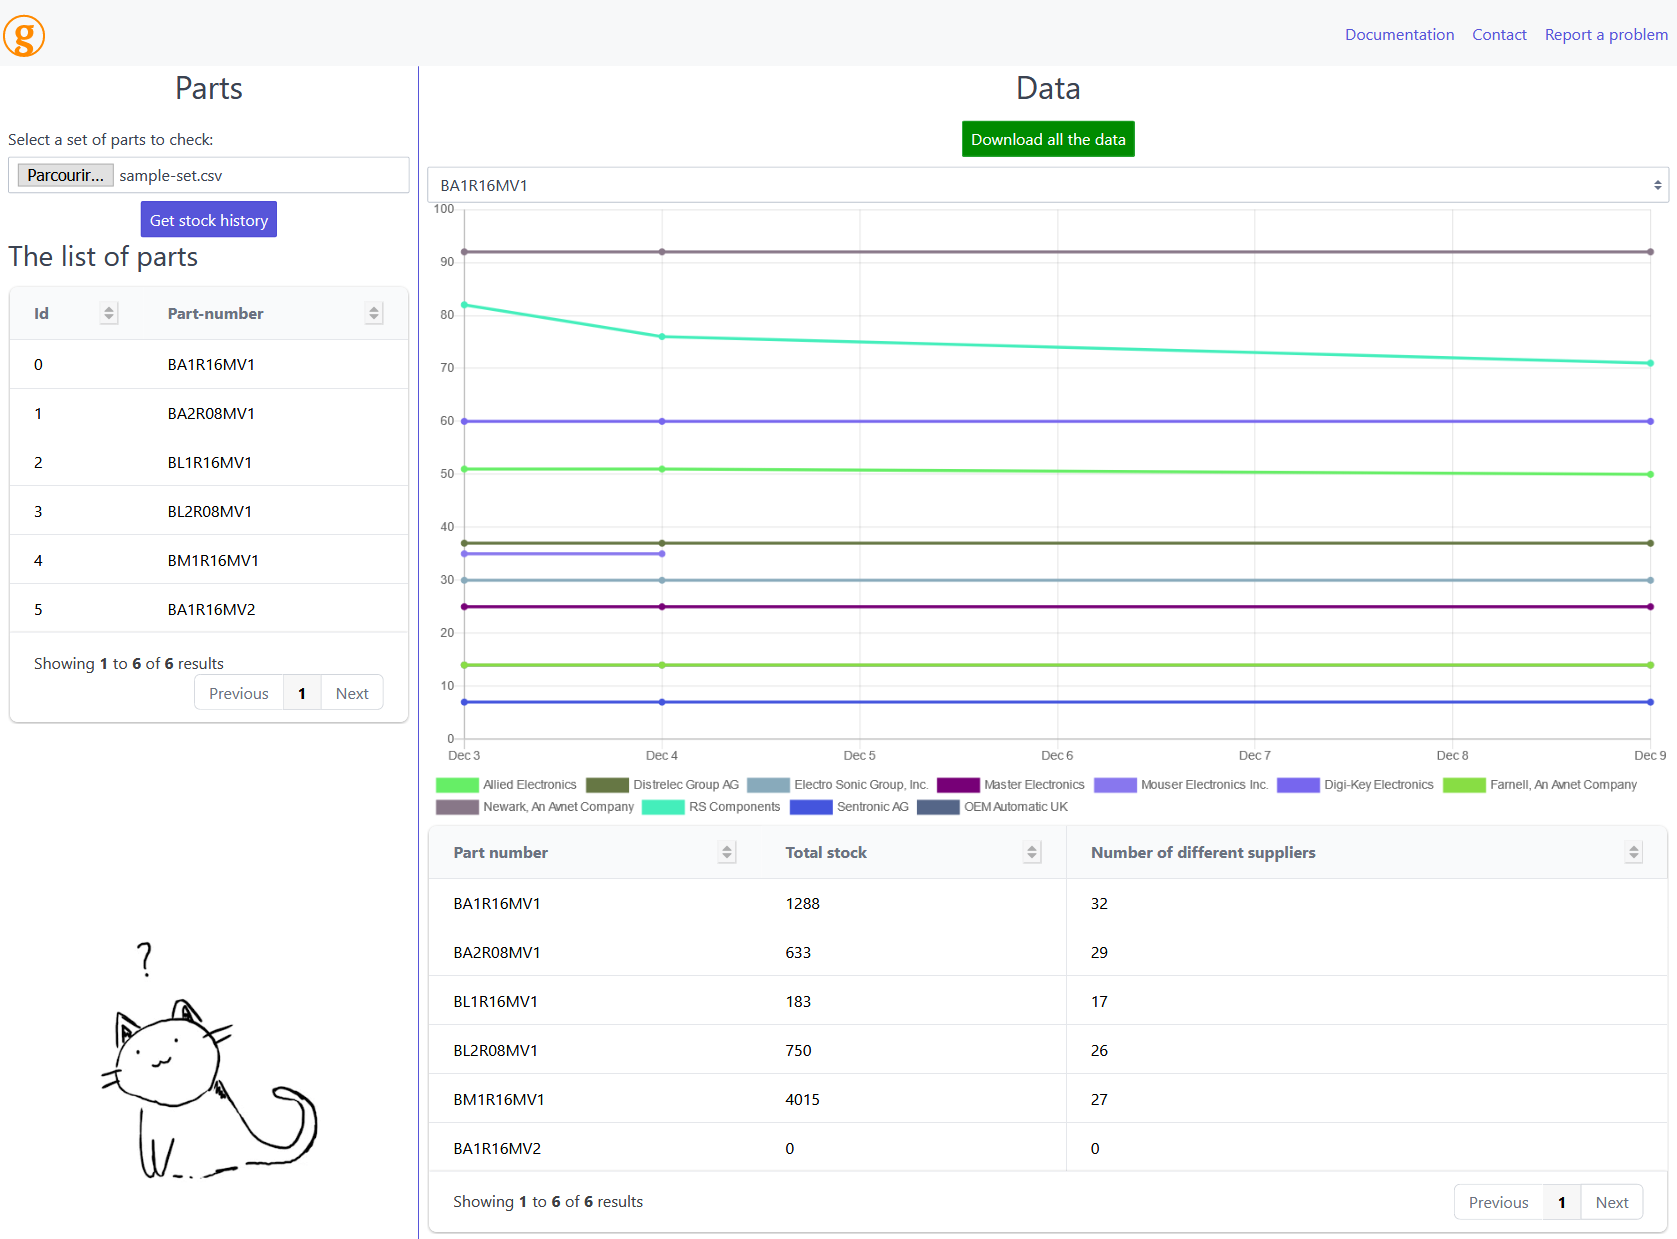 g
Documentation Contact Report a problem
Parts
Select a set of parts to check:
Parcourir... sample-set.csv
Get stock history
The list of parts
Id Part-number
0 BA1R16MV1
1 BA2R08MV1
2 BL1R16MV1
3 BL2R08MV1
4 BM1R16MV1
5 BA1R16MV2
Showing 1 to 6 of 6 results
Previous 1 Next
?
Data
Download all the data
BA1R16MV1
100
90
80
70
60
50
40
30
20
10
0
Dec 3 Dec 4 Dec 5 Dec 6 Dec 7 Dec 8 Dec 9
Allied Electronics Distrelec Group AG Electro Sonic Group, Inc. Master Electronics Mouser Electronics Inc. Digi-Key Electronics Farnell, An Avnet Company
Newark, An Avnet Company RS Components Sentronic AG OEM Automatic UK
Part number Total stock Number of different suppliers
BA1R16MV1 1288 32
BA2R08MV1 633 29
BL1R16MV1 183 17
BL2R08MV1 750 26
BM1R16MV1 4015 27
BA1R16MV2 0 0
Showing 1 to 6 of 6 results
Previous 1 Next